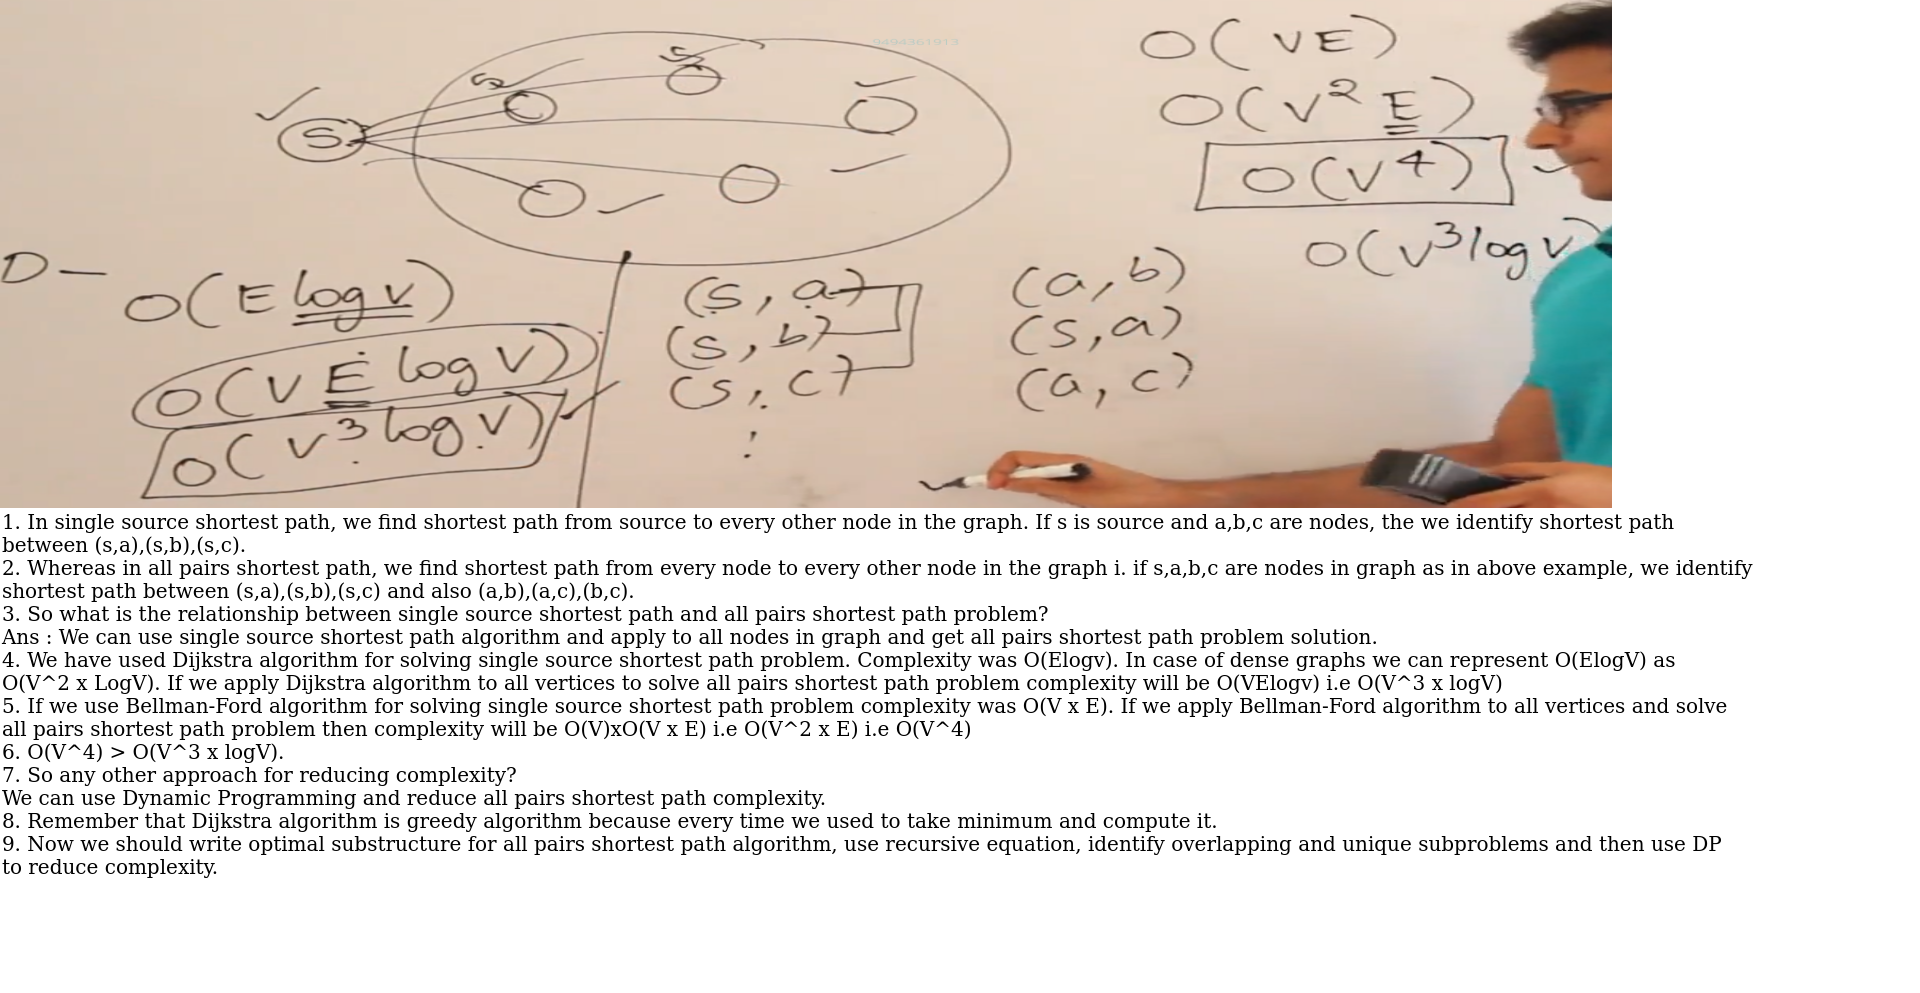 9494361913
O(VE)
O(V² E)
O(V⁴)
O(V³ log V)
S
D —
O(E log V)
O(V E log V)
O(V³ log V)
(s, a)
(s, b)
(s, c)
(a, b)
(s, a)
(a, c)
1. In single source shortest path, we find shortest path from source to every other node in the graph. If s is source and a,b,c are nodes, the we identify shortest path
between (s,a),(s,b),(s,c).
2. Whereas in all pairs shortest path, we find shortest path from every node to every other node in the graph i. if s,a,b,c are nodes in graph as in above example, we identify
shortest path between (s,a),(s,b),(s,c) and also (a,b),(a,c),(b,c).
3. So what is the relationship between single source shortest path and all pairs shortest path problem?
Ans : We can use single source shortest path algorithm and apply to all nodes in graph and get all pairs shortest path problem solution.
4. We have used Dijkstra algorithm for solving single source shortest path problem. Complexity was O(Elogv). In case of dense graphs we can represent O(ElogV) as
O(V^2 x LogV). If we apply Dijkstra algorithm to all vertices to solve all pairs shortest path problem complexity will be O(VElogv) i.e O(V^3 x logV)
5. If we use Bellman-Ford algorithm for solving single source shortest path problem complexity was O(V x E). If we apply Bellman-Ford algorithm to all vertices and solve
all pairs shortest path problem then complexity will be O(V)xO(V x E) i.e O(V^2 x E) i.e O(V^4)
6. O(V^4) > O(V^3 x logV).
7. So any other approach for reducing complexity?
We can use Dynamic Programming and reduce all pairs shortest path complexity.
8. Remember that Dijkstra algorithm is greedy algorithm because every time we used to take minimum and compute it.
9. Now we should write optimal substructure for all pairs shortest path algorithm, use recursive equation, identify overlapping and unique subproblems and then use DP
to reduce complexity.